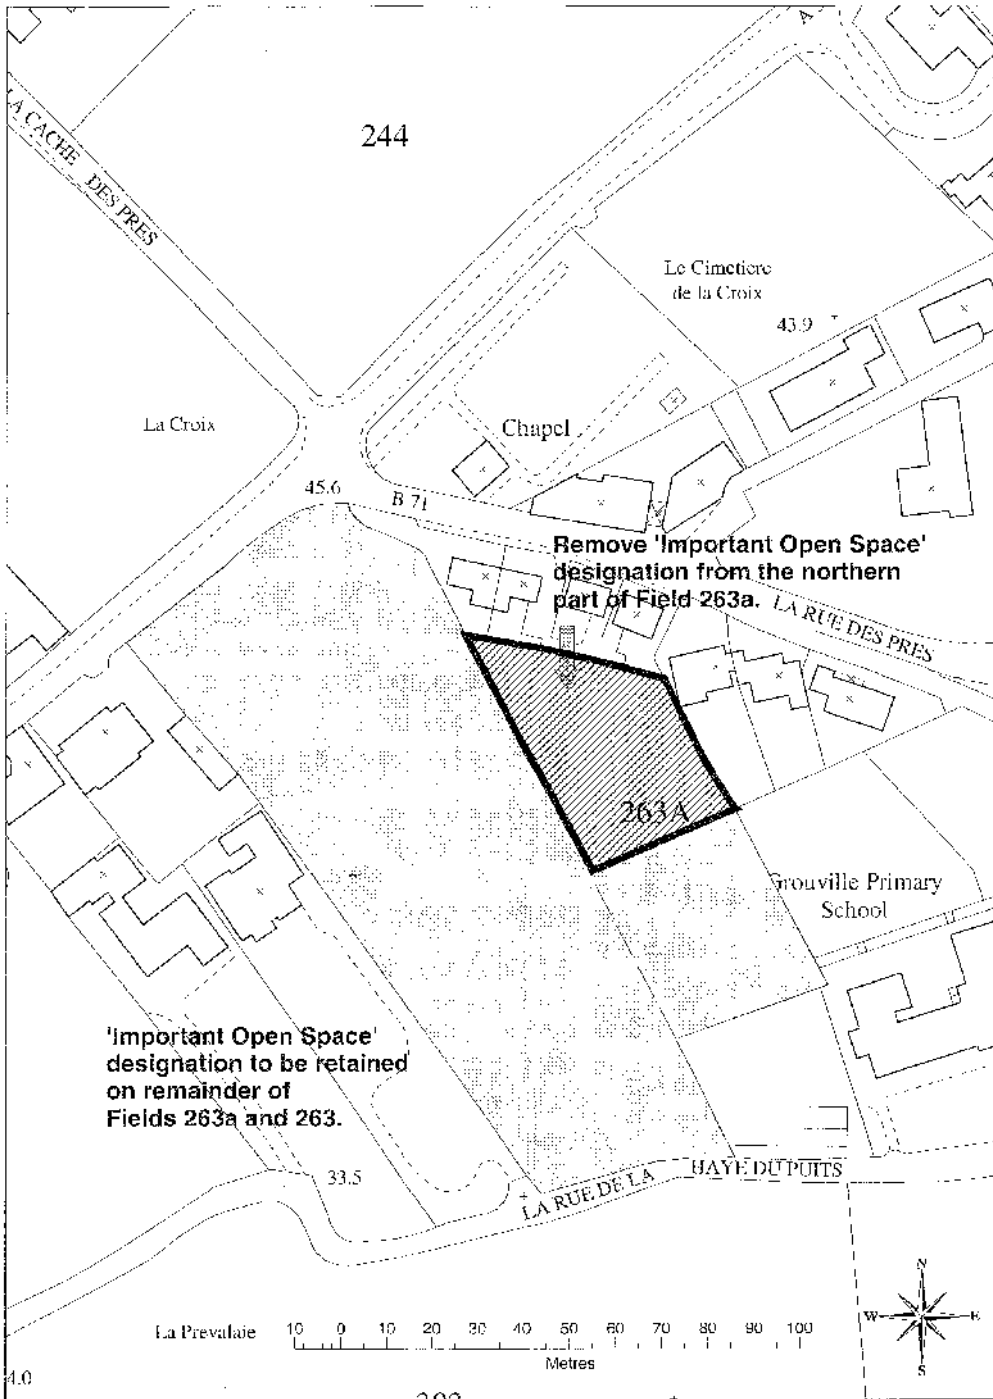 A
244
LA CACHE DES PRES
Le Cimetiere
de la Croix
43.9
La Croix
Chapel
45.6
B 71
Remove 'Important Open Space'
designation from the northern
part of Field 263a.
LA RUE DES PRES
263A
Grouville Primary
School
'Important Open Space'
designation to be retained
on remainder of
Fields 263a and 263.
33.5
LA RUE DE LA HAYE DU PUITS
N
W E
S
La Prevalaie
10 0 10 20 30 40 50 60 70 80 90 100
Metres
4.0